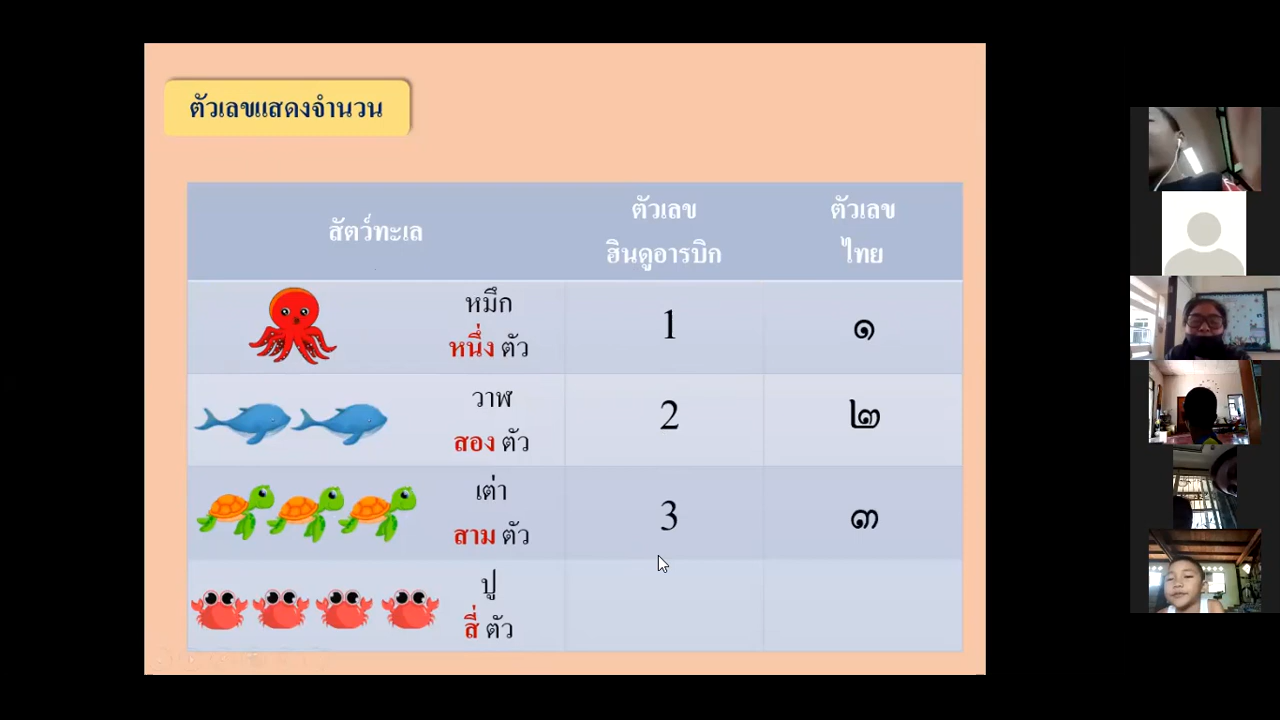 ตัวเลขแสดงจำนวน
สัตว์ทะเล
ตัวเลข
ฮินดูอารบิก
ตัวเลข
ไทย
หมึก
หนึ่ง ตัว
1
๑
วาฬ
สอง ตัว
2
๒
เต่า
สาม ตัว
3
๓
ปู
สี่ ตัว